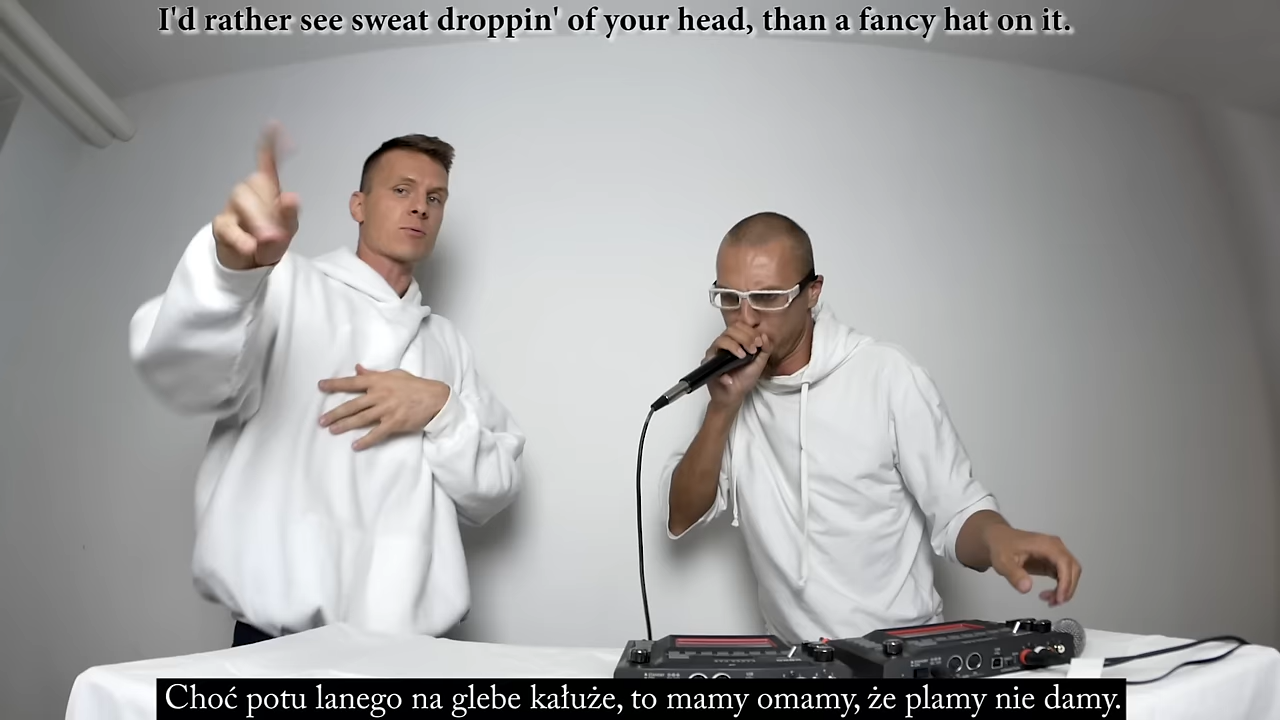 I'd rather see sweat droppin' of your head, than a fancy hat on it.
Choć potu lanego na glebe kałuże, to mamy omamy, że plamy nie damy.